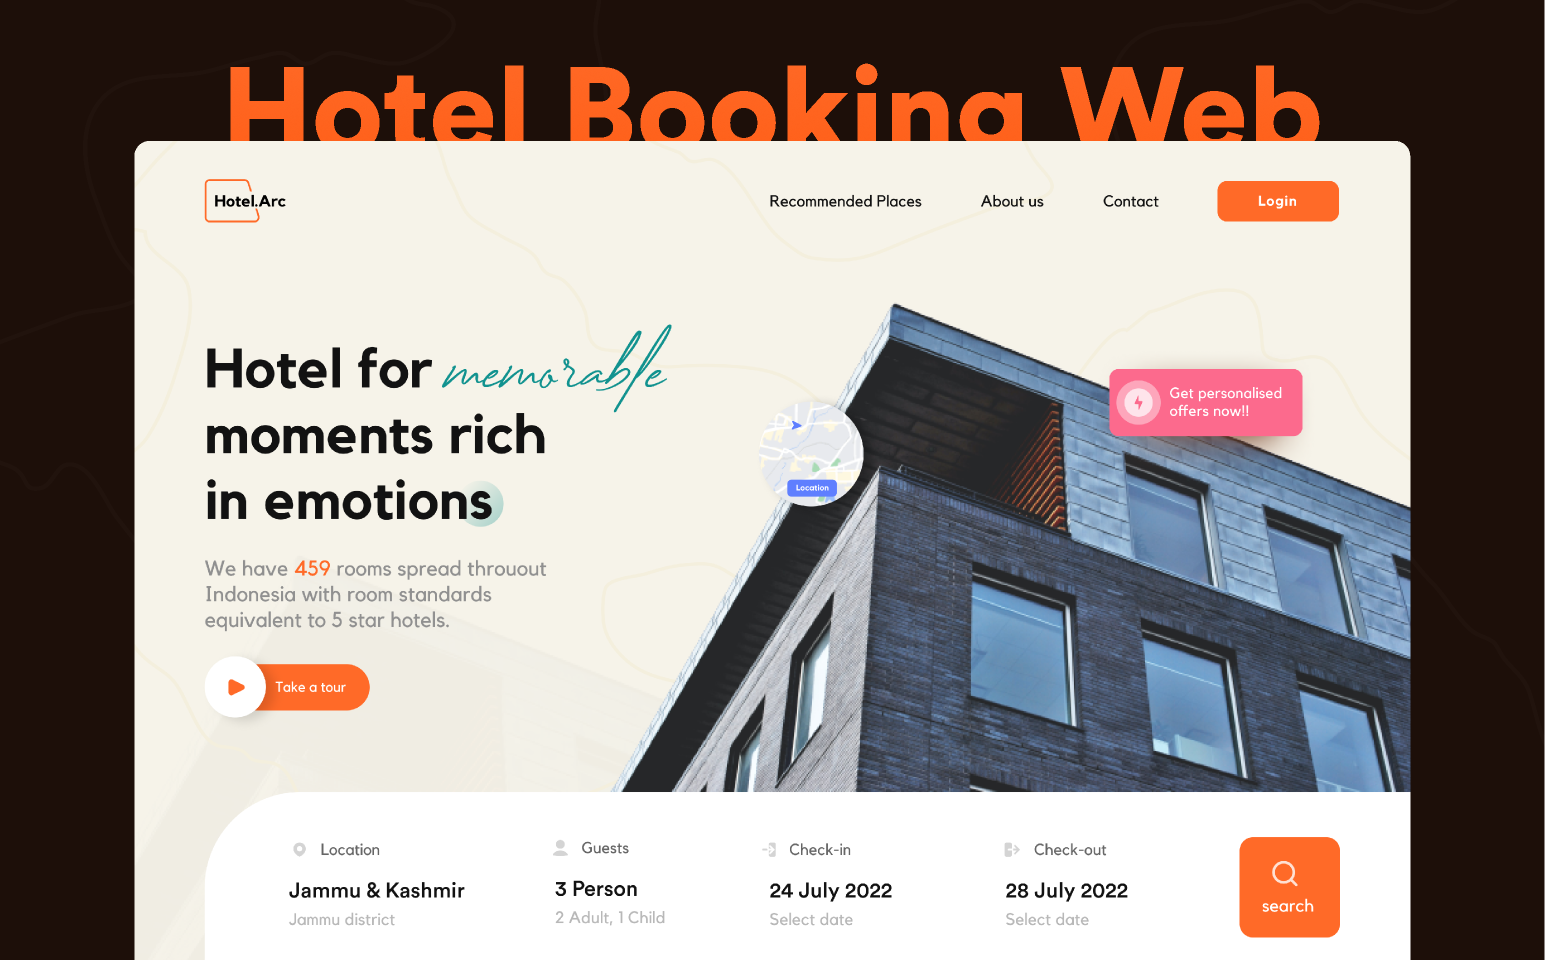 Hotel Booking Web
Hotel.Arc
Recommended Places
About us
Contact
Login
Hotel for memorable
moments rich
in emotions
Get personalised
offers now!!
Location
We have 459 rooms spread throuout
Indonesia with room standards
equivalent to 5 star hotels.
Take a tour
Location
Jammu & Kashmir
Jammu district
Guests
3 Person
2 Adult, 1 Child
Check-in
24 July 2022
Select date
Check-out
28 July 2022
Select date
search